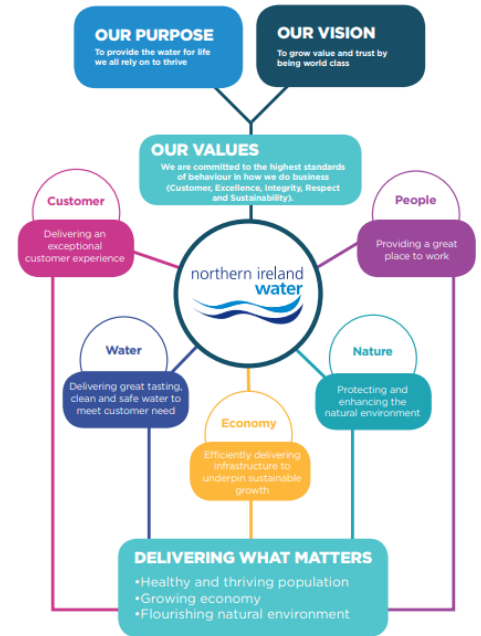 OUR PURPOSE
To provide the water for life
we all rely on to thrive
OUR VISION
To grow value and trust by
being world class
OUR VALUES
We are committed to the highest standards
of behaviour in how we do business
(Customer, Excellence, Integrity, Respect
and Sustainability).
Customer
Delivering an
exceptional
customer experience
People
Providing a great
place to work
northern ireland
water
Water
Delivering great tasting,
clean and safe water to
meet customer need
Nature
Protecting and
enhancing the
natural environment
Economy
Efficiently delivering
infrastructure to
underpin sustainable
growth
DELIVERING WHAT MATTERS
•Healthy and thriving population
•Growing economy
•Flourishing natural environment